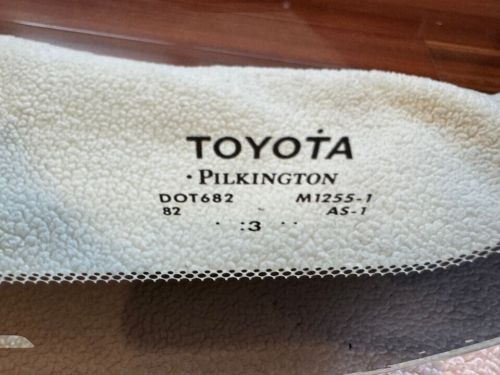 TOYOTA
· PILKINGTON
DOT682 M1255-1
82 AS-1
. . :3 . .